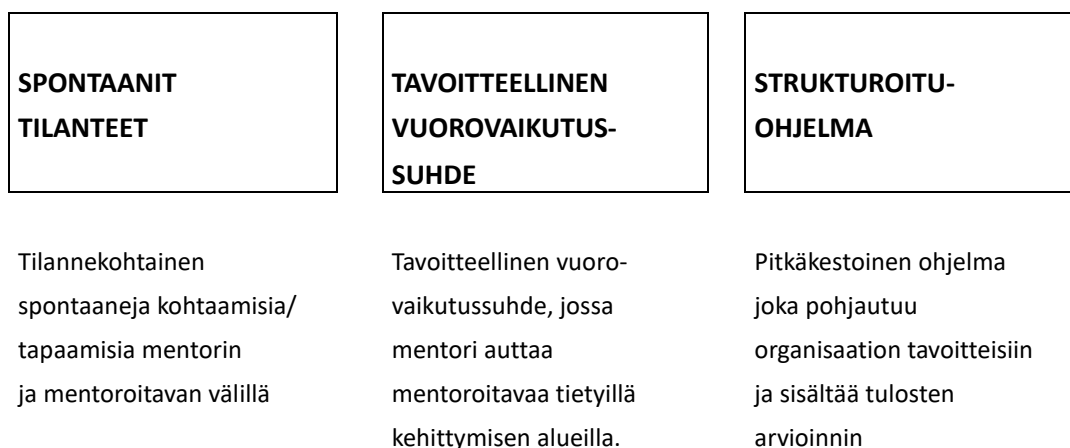 SPONTAANIT
TILANTEET
TAVOITTEELLINEN
VUOROVAIKUTUS-
SUHDE
STRUKTUROITU-
OHJELMA
Tilannekohtainen
spontaaneja kohtaamisia/
tapaamisia mentorin
ja mentoroitavan välillä
Tavoitteellinen vuoro-
vaikutussuhde, jossa
mentori auttaa
mentoroitavaa tietyillä
kehittymisen alueilla.
Pitkäkestoinen ohjelma
joka pohjautuu
organisaation tavoitteisiin
ja sisältää tulosten
arvioinnin